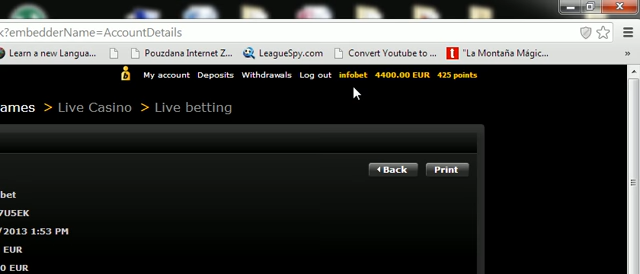 ?embedderName=AccountDetails
Learn a new Langua... Pouzdana Internet Z... LeagueSpy.com Convert Youtube to ... "La Montaña Mágic...
My account Deposits Withdrawals Log out infobet 4400.00 EUR 425 points
ames > Live Casino > Live betting
Back Print
bet
7U5EK
/2013 1:53 PM
EUR
0 EUR